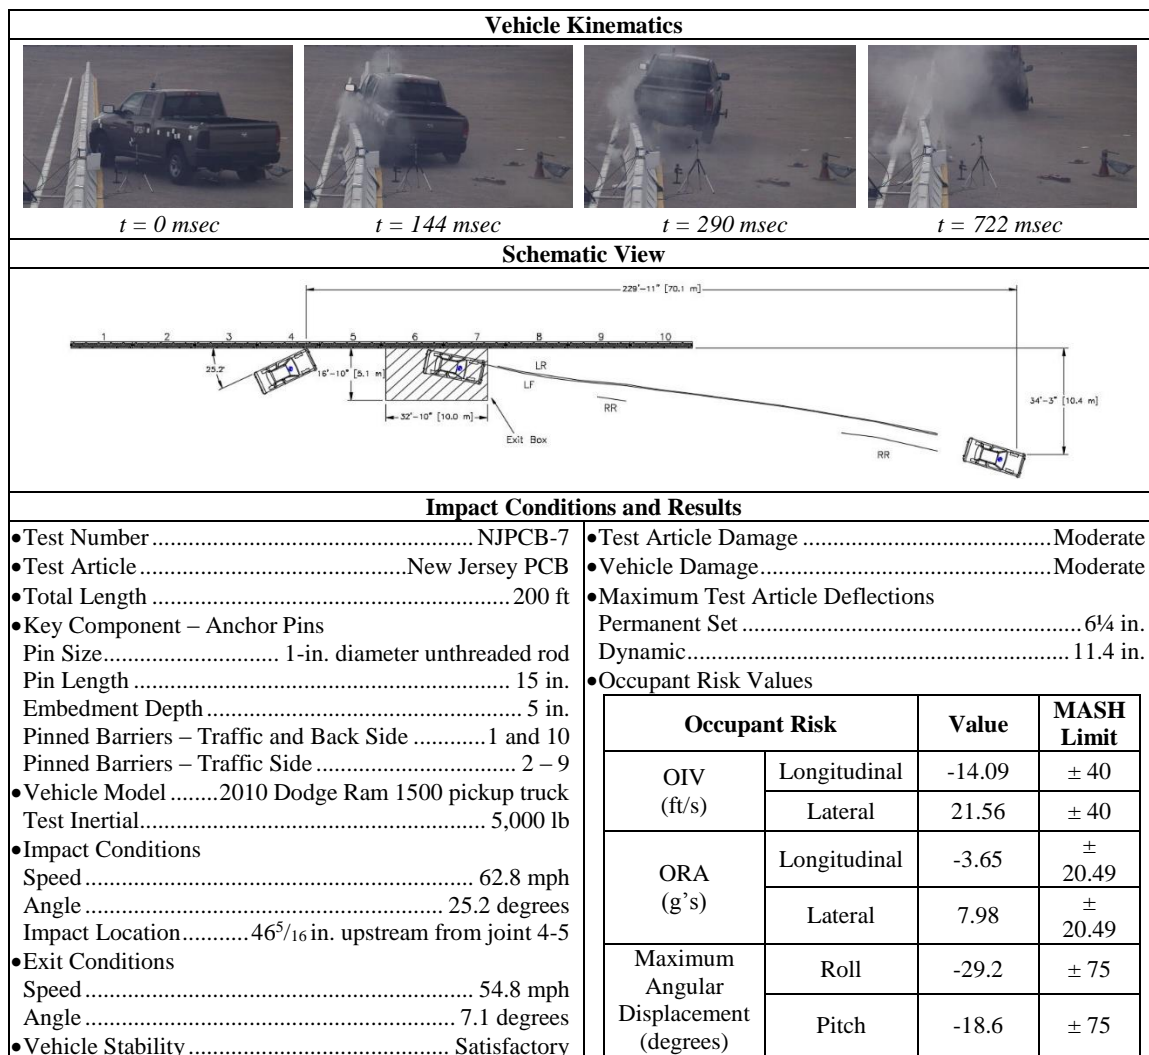 Vehicle Kinematics
t = 0 msec
t = 144 msec
t = 290 msec
t = 722 msec
Schematic View
229'-11" [70.1 m]
1 2 3 4 5 6 7 8 9 10
25.2°
16'-10" [5.1 m]
LR
LF
RR
32'-10" [10.0 m]
Exit Box
34'-3" [10.4 m]
RR
Impact Conditions and Results
•Test Number ........ NJPCB-7
•Test Article ........ New Jersey PCB
•Total Length ........ 200 ft
•Key Component – Anchor Pins
Pin Size ........ 1-in. diameter unthreaded rod
Pin Length ........ 15 in.
Embedment Depth ........ 5 in.
Pinned Barriers – Traffic and Back Side ........ 1 and 10
Pinned Barriers – Traffic Side ........ 2 – 9
•Vehicle Model ........ 2010 Dodge Ram 1500 pickup truck
Test Inertial ........ 5,000 lb
•Impact Conditions
Speed ........ 62.8 mph
Angle ........ 25.2 degrees
Impact Location ........ 46 5/16 in. upstream from joint 4-5
•Exit Conditions
Speed ........ 54.8 mph
Angle ........ 7.1 degrees
•Vehicle Stability ........ Satisfactory
•Test Article Damage ........ Moderate
•Vehicle Damage ........ Moderate
•Maximum Test Article Deflections
Permanent Set ........ 6¼ in.
Dynamic ........ 11.4 in.
•Occupant Risk Values
Occupant Risk Value MASH Limit
OIV (ft/s) Longitudinal -14.09 ± 40
Lateral 21.56 ± 40
ORA (g's) Longitudinal -3.65 ± 20.49
Lateral 7.98 ± 20.49
Maximum Angular Displacement (degrees) Roll -29.2 ± 75
Pitch -18.6 ± 75